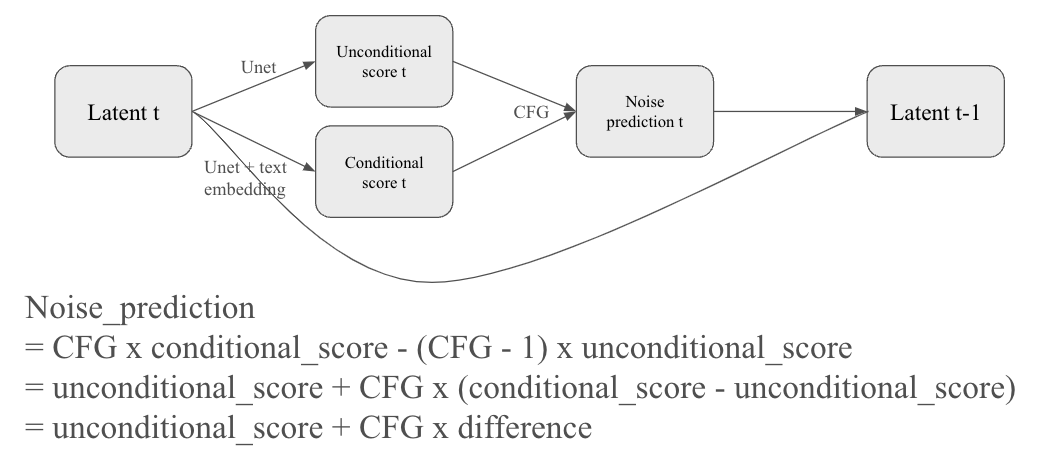 Latent t
Unet
Unet + text
embedding
Unconditional
score t
Conditional
score t
CFG
Noise
prediction t
Latent t-1
Noise_prediction
= CFG x conditional_score - (CFG - 1) x unconditional_score
= unconditional_score + CFG x (conditional_score - unconditional_score)
= unconditional_score + CFG x difference